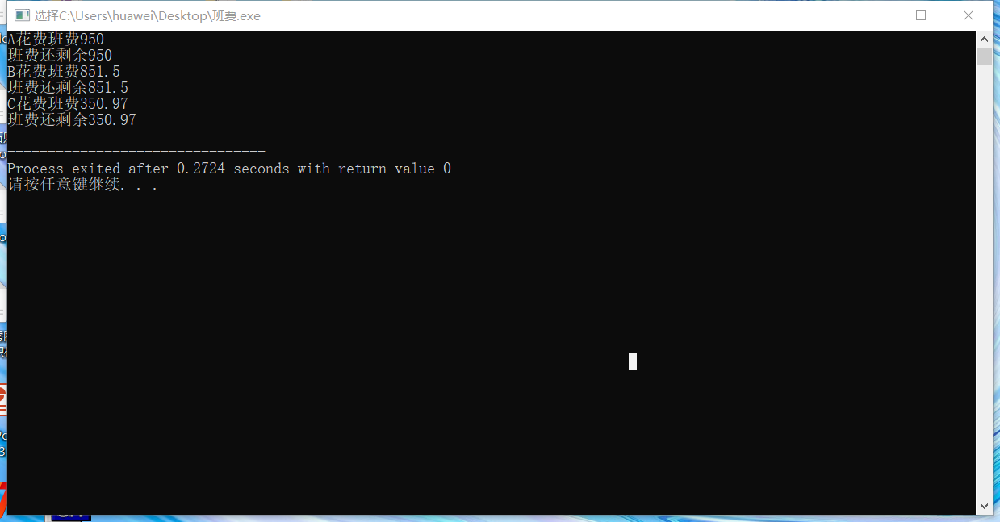 选择C:\Users\huawei\Desktop\班费.exe
A花费班费950
班费还剩余950
B花费班费851.5
班费还剩余851.5
C花费班费350.97
班费还剩余350.97
--------------------------------
Process exited after 0.2724 seconds with return value 0
请按任意键继续. . .